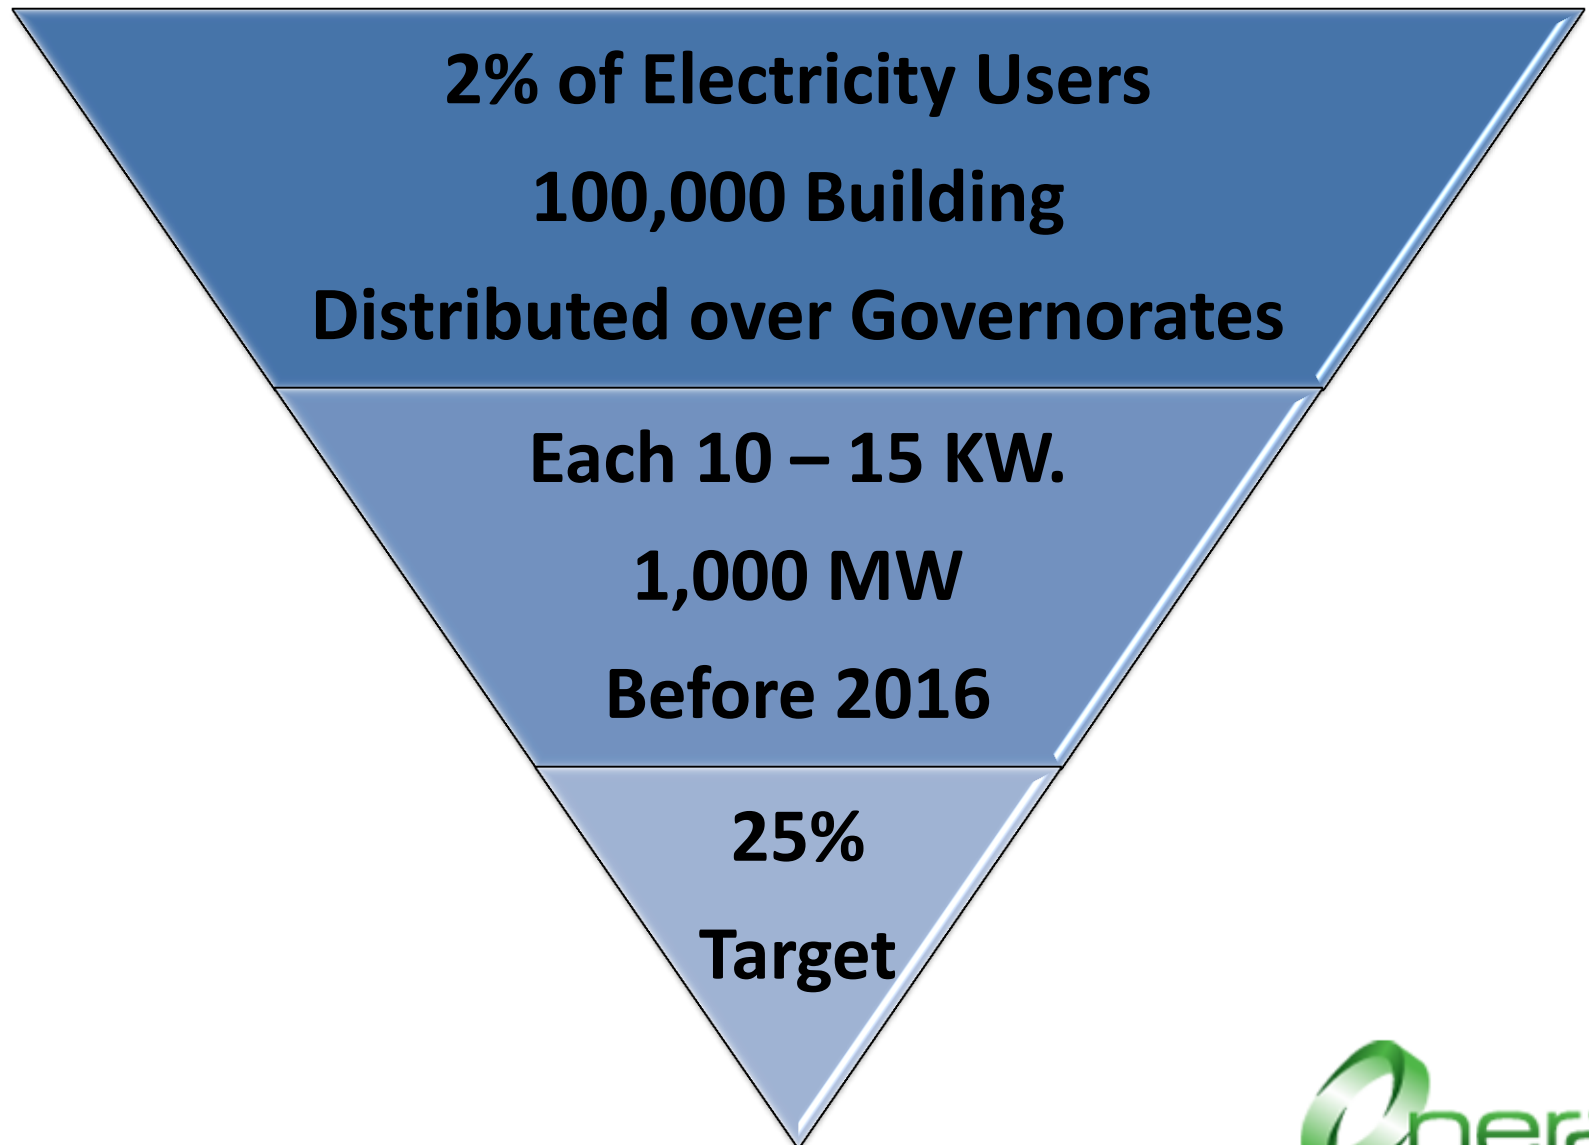 2% of Electricity Users
100,000 Building
Distributed over Governorates
Each 10 – 15 KW.
1,000 MW
Before 2016
25%
Target